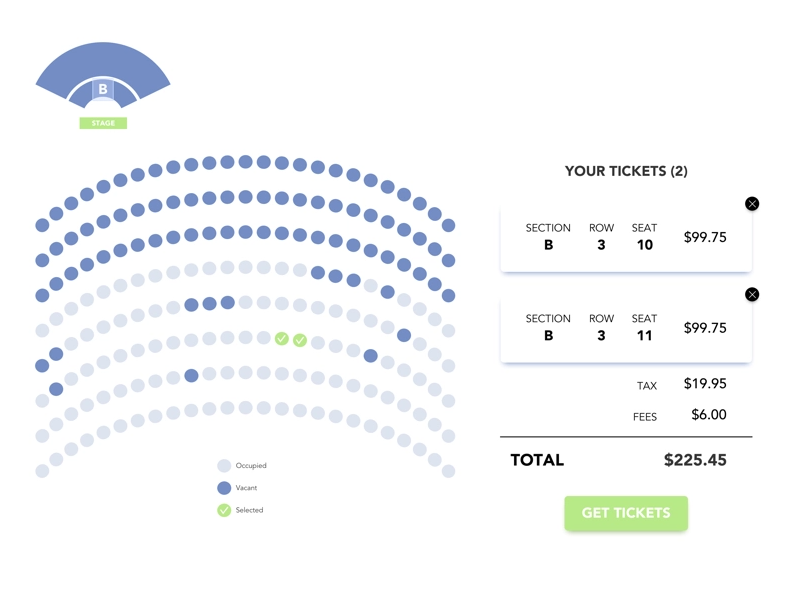 B
STAGE
YOUR TICKETS (2)
SECTION ROW SEAT
B 3 10 $99.75
SECTION ROW SEAT
B 3 11 $99.75
TAX $19.95
FEES $6.00
TOTAL $225.45
GET TICKETS
Occupied
Vacant
Selected